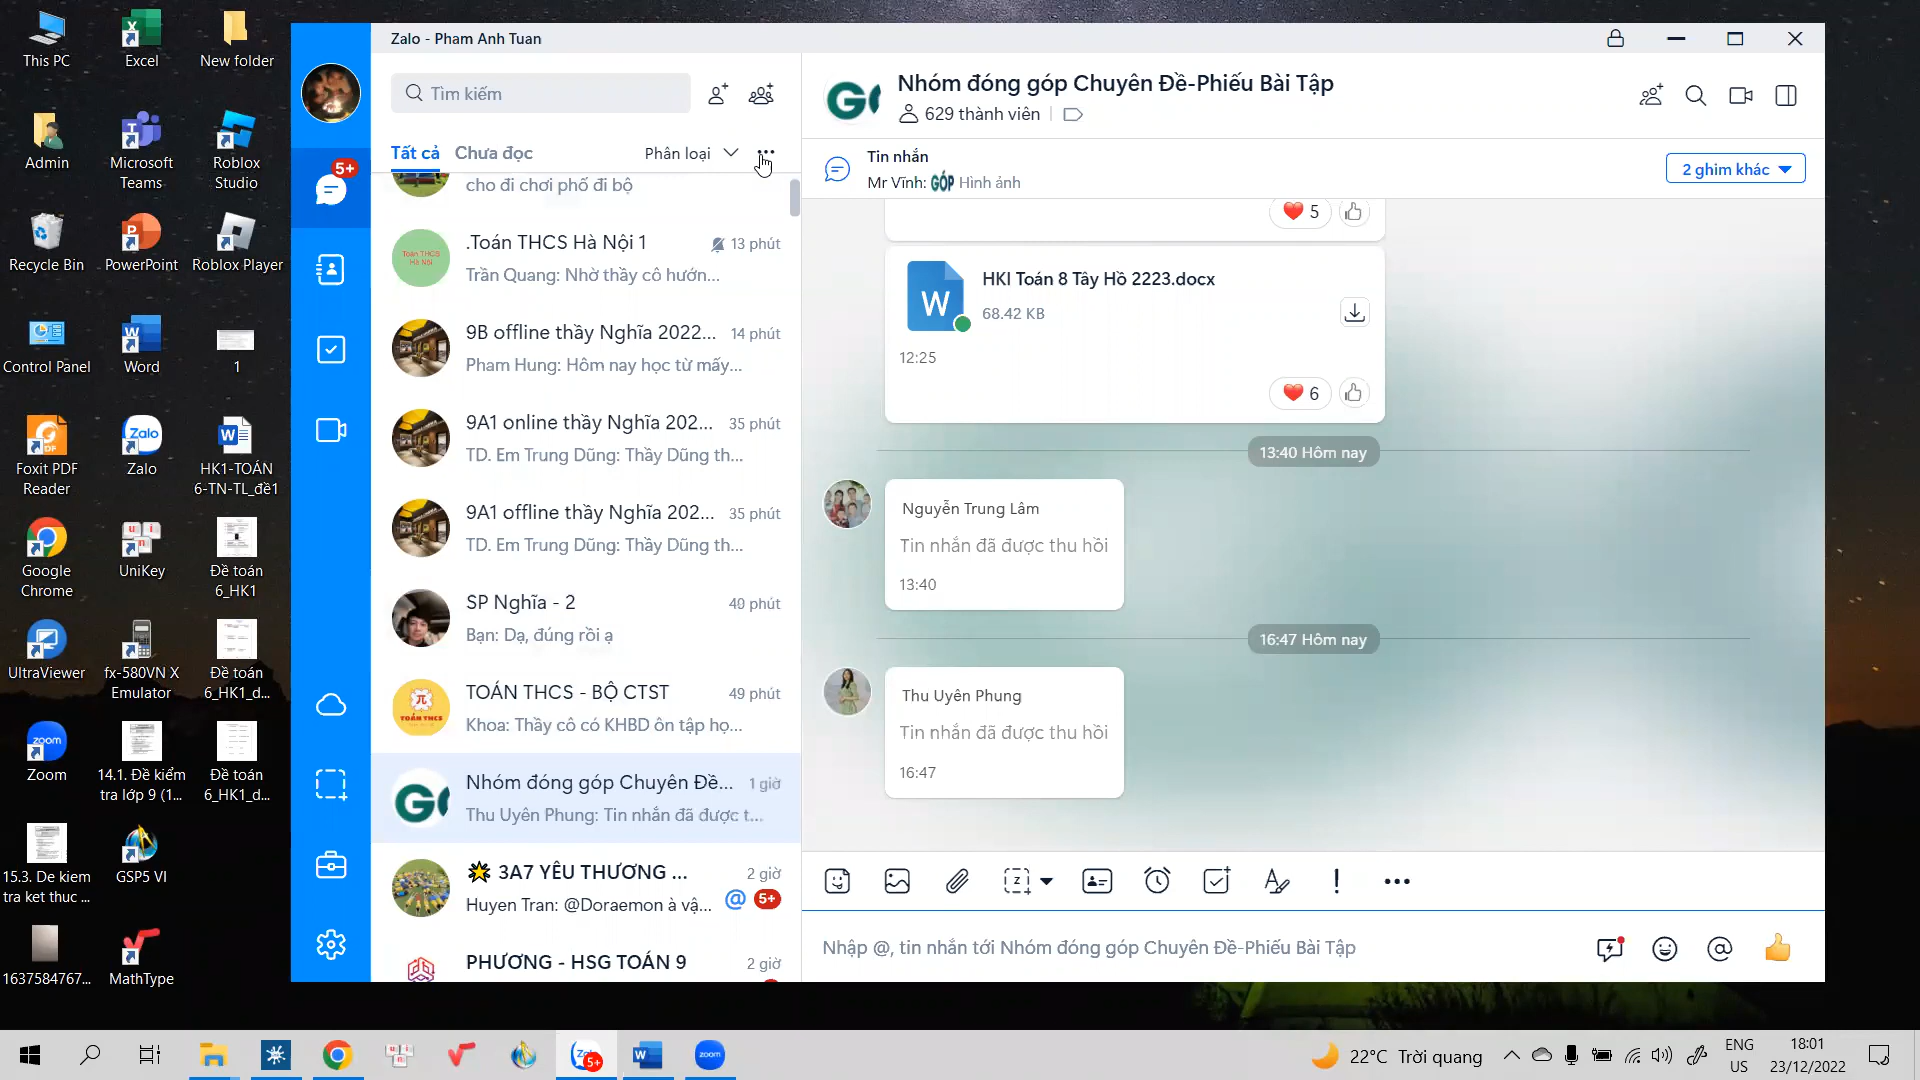 This PC
Excel
New folder
Admin
Microsoft
Teams
Roblox
Studio
Recycle Bin
PowerPoint
Roblox Player
Control Panel
Word
1
Foxit PDF
Reader
Zalo
HK1-TOÁN
6-TN-TL_đề1
Google
Chrome
UniKey
Đề toán
6_HK1
UltraViewer
fx-580VN X
Emulator
Đề toán
6_HK1_d...
Zoom
14.1. Đề kiểm
tra lớp 9 (1...
Đề toán
6_HK1_d...
15.3. De kiem
tra ket thuc ...
GSP5 VI
1637584767...
MathType
Zalo - Pham Anh Tuan
5+
Tìm kiếm
Tất cả
Chưa đọc
Phân loại
cho đi chơi phố đi bộ
Toán THCS
Hà Nội
.Toán THCS Hà Nội 1
13 phút
Trần Quang: Nhờ thầy cô hướn...
9B offline thầy Nghĩa 2022...
14 phút
Pham Hung: Hôm nay học từ mấy...
9A1 online thầy Nghĩa 202...
35 phút
TD. Em Trung Dũng: Thầy Dũng th...
9A1 offline thầy Nghĩa 202...
35 phút
TD. Em Trung Dũng: Thầy Dũng th...
SP Nghĩa - 2
49 phút
Bạn: Dạ, đúng rồi ạ
TOÁN THCS
TOÁN THCS - BỘ CTST
49 phút
Khoa: Thầy cô có KHBD ôn tập họ...
Nhóm đóng góp Chuyên Đề...
1 giờ
Thu Uyên Phung: Tin nhắn đã được t...
3A7 YÊU THƯƠNG ...
2 giờ
Huyen Tran: @Doraemon à vậ...
@ 5+
PHƯƠNG - HSG TOÁN 9
2 giờ
Nhóm đóng góp Chuyên Đề-Phiếu Bài Tập
629 thành viên
Tin nhắn
Mr Vĩnh: GÓP Hình ảnh
2 ghim khác
5
W
HKI Toán 8 Tây Hồ 2223.docx
68.42 KB
12:25
6
13:40 Hôm nay
Nguyễn Trung Lâm
Tin nhắn đã được thu hồi
13:40
16:47 Hôm nay
Thu Uyên Phung
Tin nhắn đã được thu hồi
16:47
Nhập @, tin nhắn tới Nhóm đóng góp Chuyên Đề-Phiếu Bài Tập
22°C Trời quang
ENG
US
18:01
23/12/2022